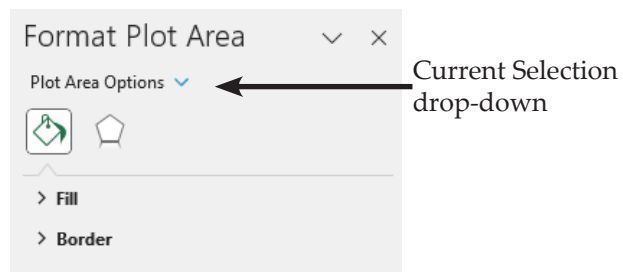 Format Plot Area
Plot Area Options
Current Selection
drop-down
Fill
Border